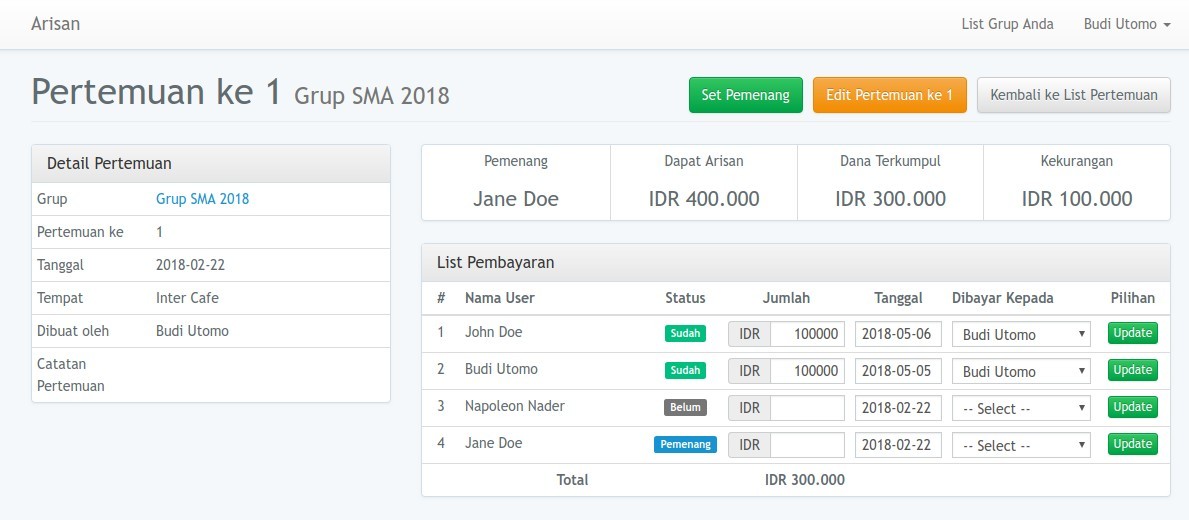 Arisan List Grup Anda Budi Utomo
Pertemuan ke 1 Grup SMA 2018 Set Pemenang Edit Pertemuan ke 1 Kembali ke List Pertemuan
Detail Pertemuan
Grup Grup SMA 2018
Pertemuan ke 1
Tanggal 2018-02-22
Tempat Inter Cafe
Dibuat oleh Budi Utomo
Catatan
Pertemuan
Pemenang Dapat Arisan Dana Terkumpul Kekurangan
Jane Doe IDR 400.000 IDR 300.000 IDR 100.000
List Pembayaran
# Nama User Status Jumlah Tanggal Dibayar Kepada Pilihan
1 John Doe Sudah IDR 100000 2018-05-06 Budi Utomo Update
2 Budi Utomo Sudah IDR 100000 2018-05-05 Budi Utomo Update
3 Napoleon Nader Belum IDR 2018-02-22 -- Select -- Update
4 Jane Doe Pemenang IDR 2018-02-22 -- Select -- Update
Total IDR 300.000